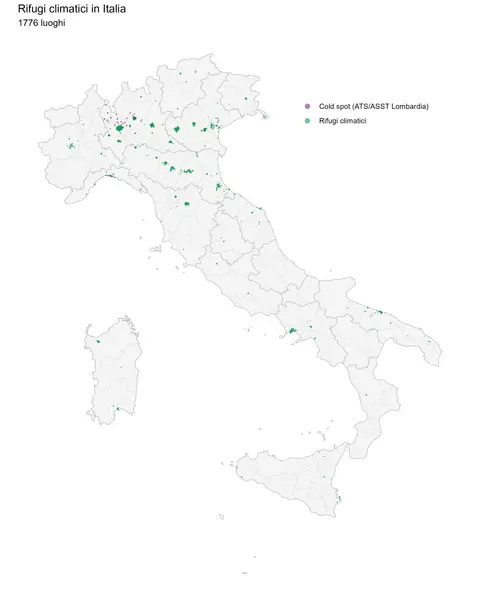 Rifugi climatici in Italia
1776 luoghi
Cold spot (ATS/ASST Lombardia)
Rifugi climatici